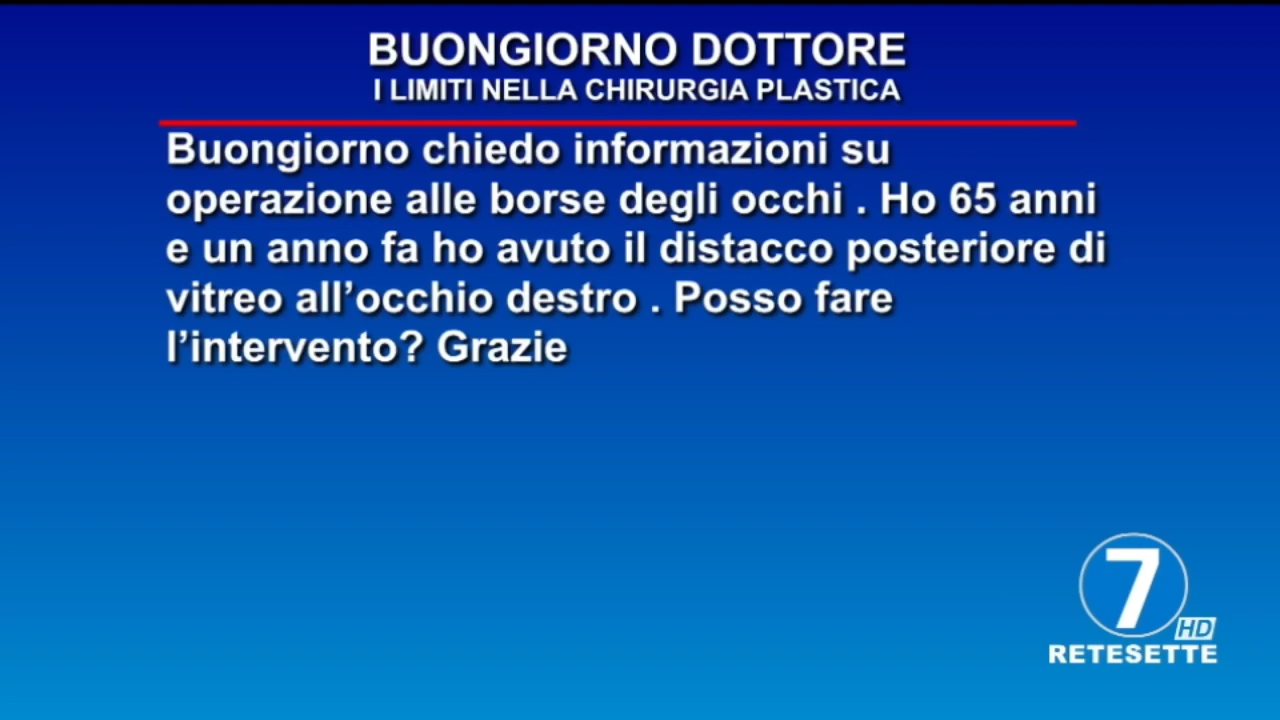 BUONGIORNO DOTTORE
I LIMITI NELLA CHIRURGIA PLASTICA
Buongiorno chiedo informazioni su
operazione alle borse degli occhi . Ho 65 anni
e un anno fa ho avuto il distacco posteriore di
vitreo all’occhio destro . Posso fare
l’intervento? Grazie
7
HD
RETESETTE